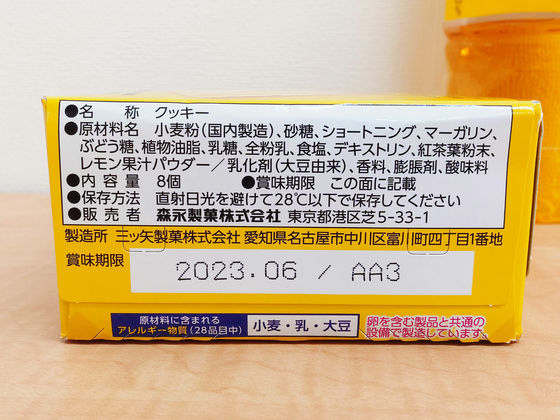 ●名　　称　クッキー
●原材料名　小麦粉(国内製造)、砂糖、ショートニング、マーガリン、
ぶどう糖、植物油脂、乳糖、全粉乳、食塩、デキストリン、紅茶葉粉末、
レモン果汁パウダー／乳化剤(大豆由来)、香料、膨脹剤、酸味料
●内 容 量　8個　●賞味期限　この面に記載
●保存方法　直射日光を避けて28℃以下で保存してください
●販 売 者　森永製菓株式会社 東京都港区芝5-33-1
製造所　三ッ矢製菓株式会社 愛知県名古屋市中川区富川町四丁目1番地
賞味期限
2023.06 / AA3
原材料に含まれる
アレルギー物質(28品目中)
小麦・乳・大豆
卵を含む製品と共通の
設備で製造しています